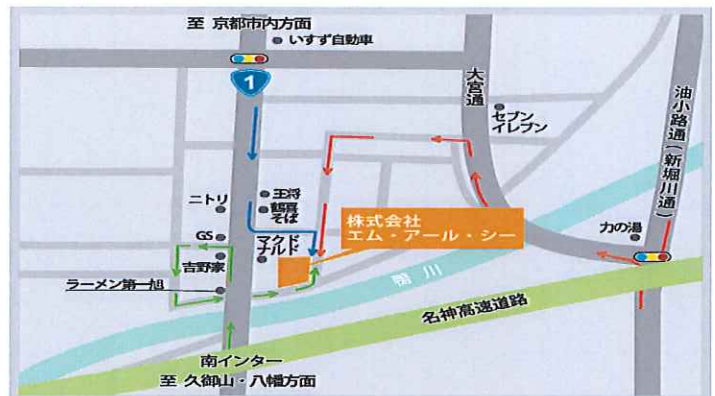 至 京都市内方面
いすゞ自動車
1
大宮通
セブン
イレブン
油小路通(新堀川通)
ニトリ
王将
鶴喜
そば
株式会社
エム・アール・シー
力の湯
GS
マクド
ナルド
吉野家
ラーメン第一旭
鴨川
名神高速道路
南インター
至 久御山・八幡方面